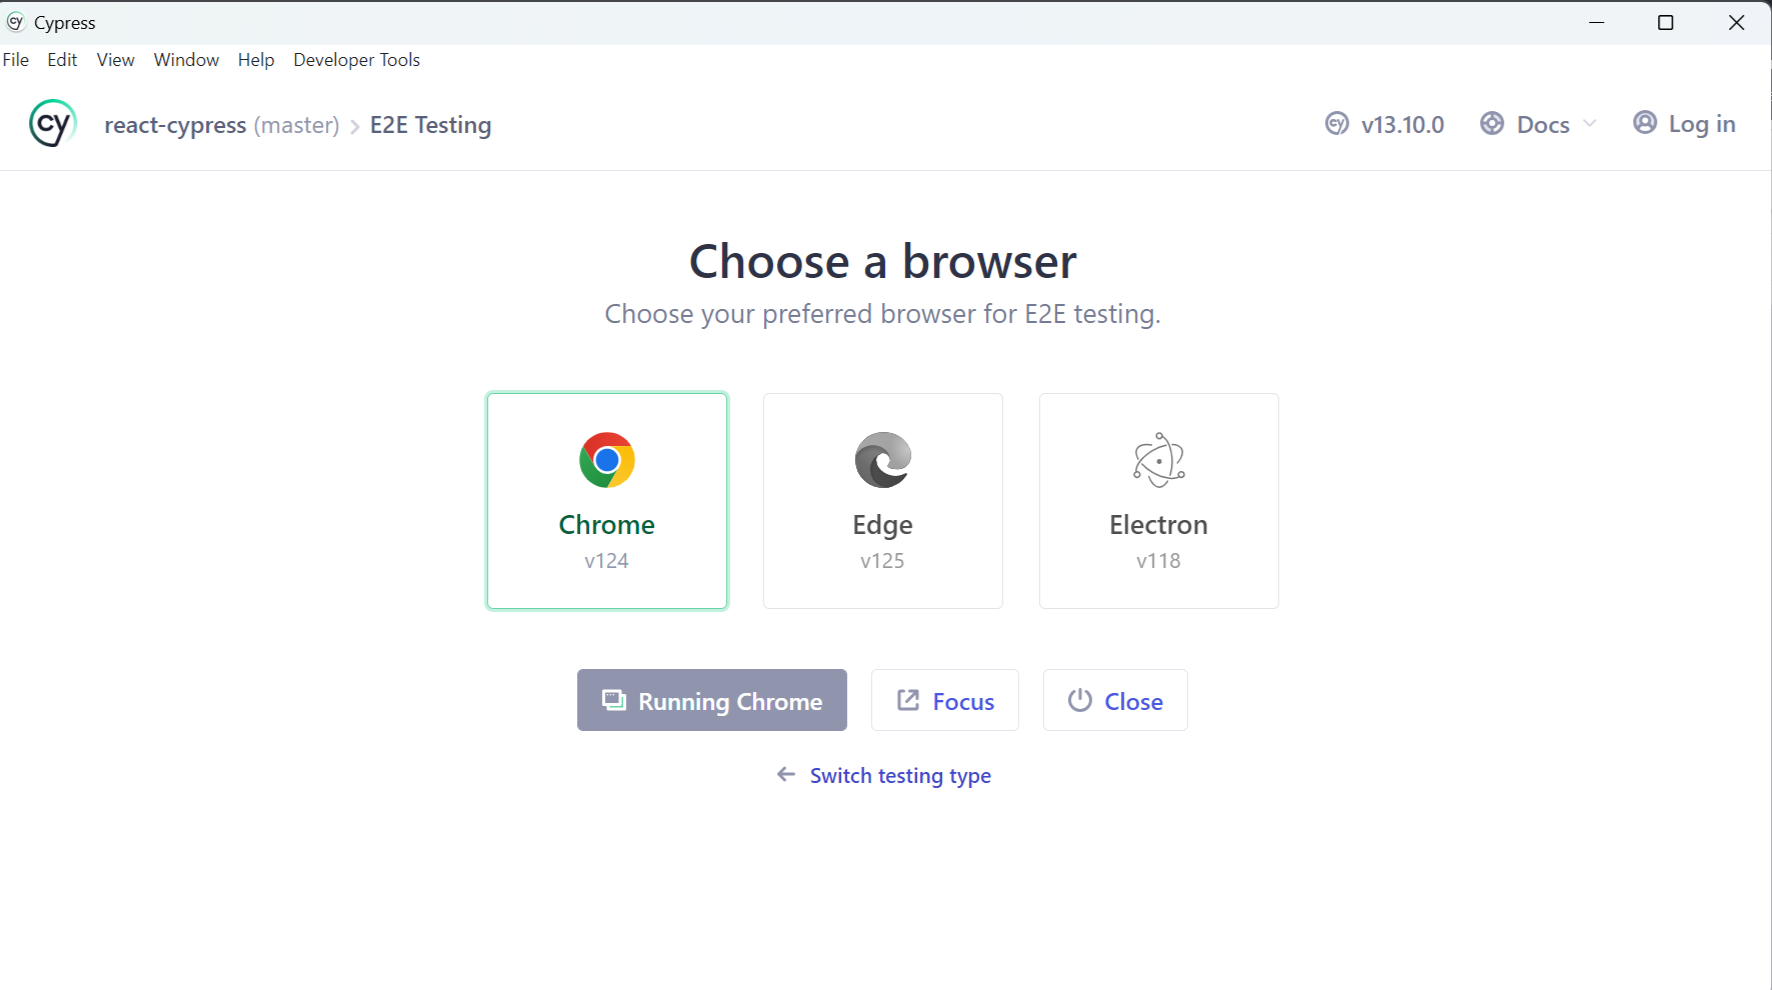 Cypress
File Edit View Window Help Developer Tools
cy react-cypress (master) > E2E Testing v13.10.0 Docs Log in
Choose a browser
Choose your preferred browser for E2E testing.
Chrome Edge Electron
v124 v125 v118
Running Chrome Focus Close
Switch testing type